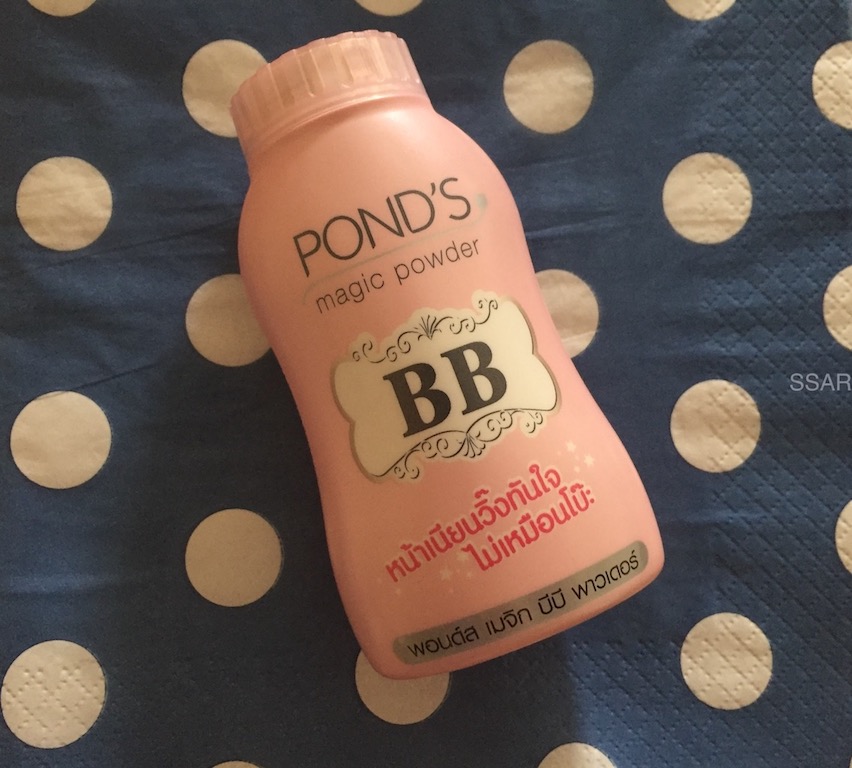 POND'S
magic powder
BB
หน้าเนียนวิ๊งทันใจ
ไม่เหมือนโบ๊ะ
พอนด์ส เมจิก บีบี พาวเดอร์
SSAR